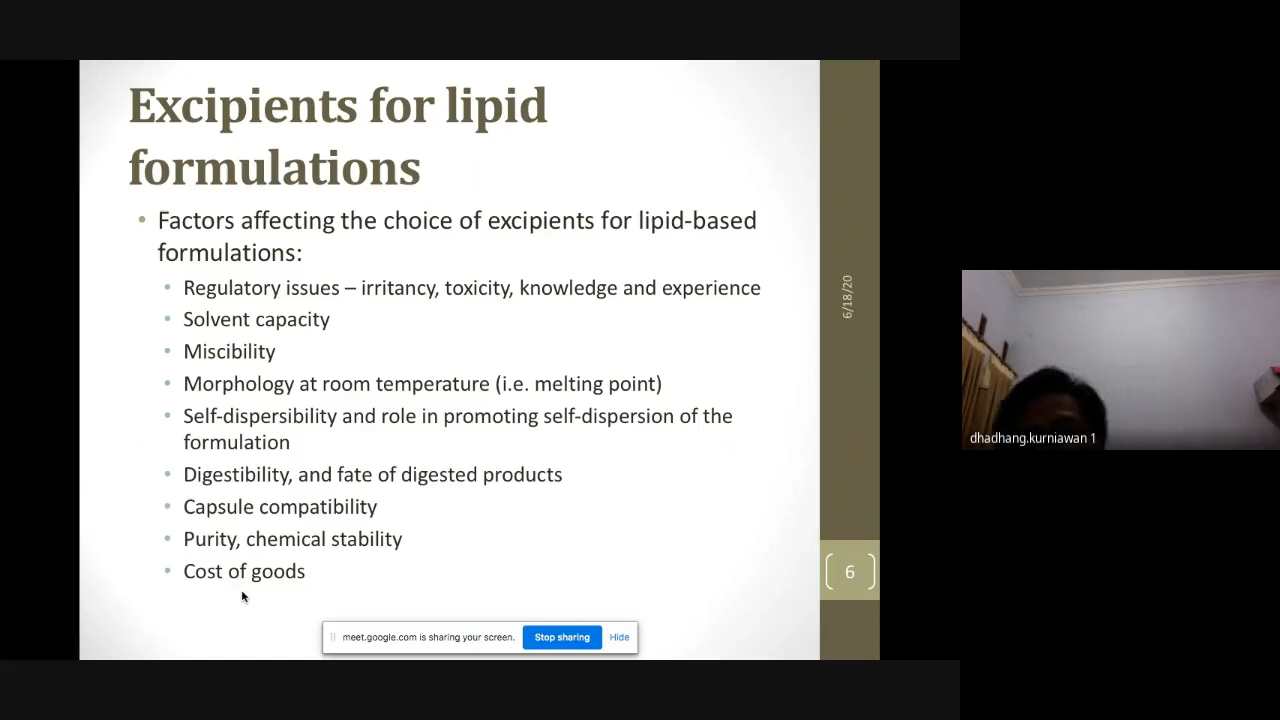 Excipients for lipid
formulations
• Factors affecting the choice of excipients for lipid-based
formulations:
• Regulatory issues – irritancy, toxicity, knowledge and experience
• Solvent capacity
• Miscibility
• Morphology at room temperature (i.e. melting point)
• Self-dispersibility and role in promoting self-dispersion of the
formulation
• Digestibility, and fate of digested products
• Capsule compatibility
• Purity, chemical stability
• Cost of goods
6/18/20
6
meet.google.com is sharing your screen. Stop sharing Hide
dhadhang.kurniawan 1